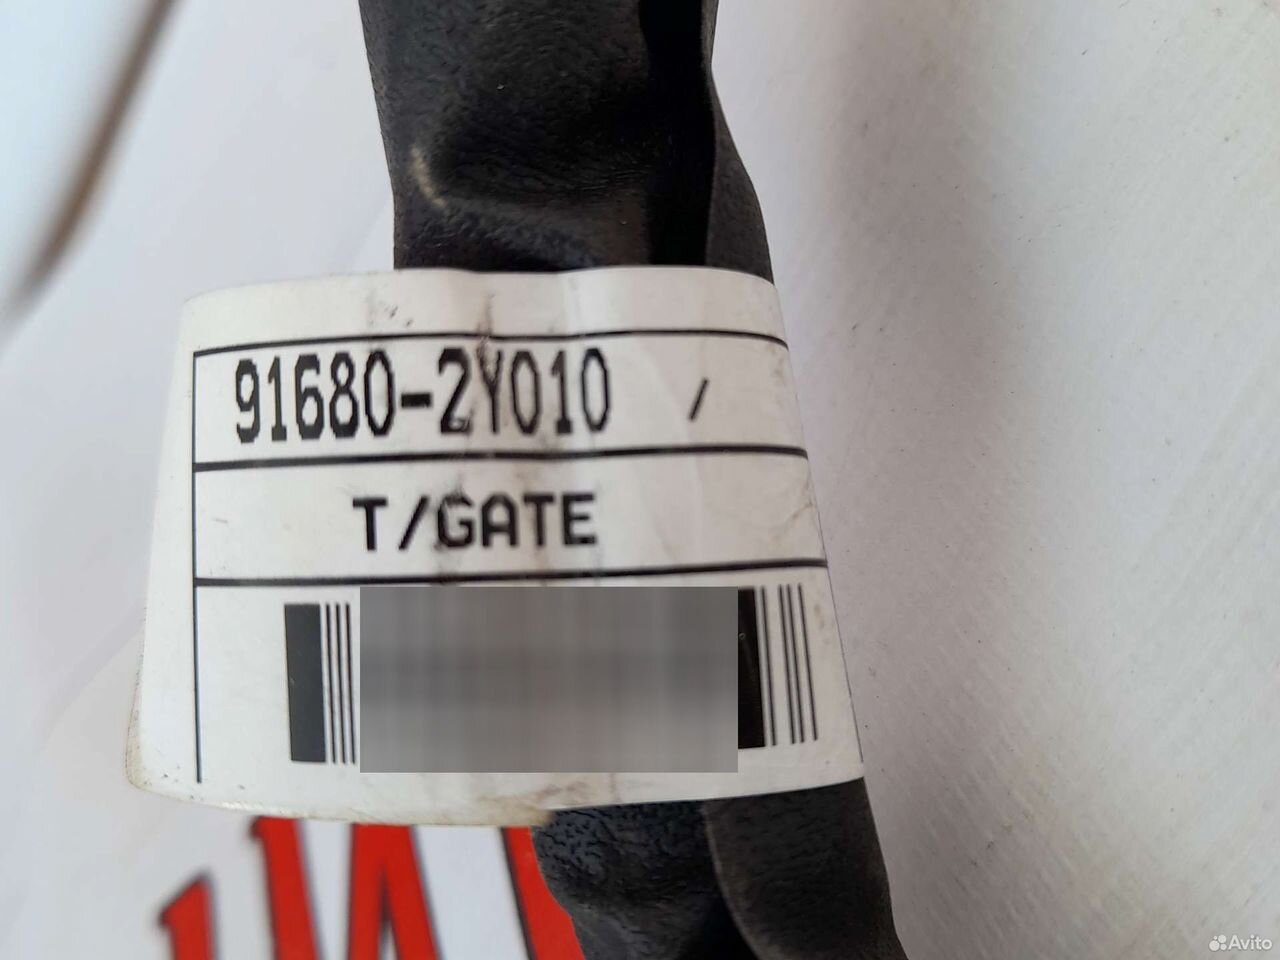 91680-2Y010 /
T/GATE
Avito